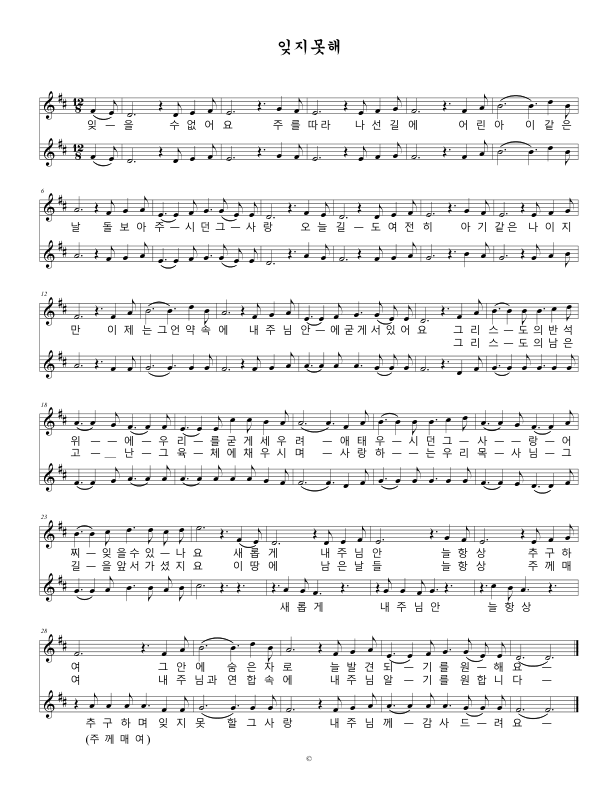 잊지못해
잊 — 을 수없어요 주를따라 나선길에 어린아 이같은
6
날 돌보아주 — 시던그 — 사랑 오늘길 — 도여전히 아기같은 나이지
12
만 이제는그언약속에 내주님안 — 에굳게서있어요 그리스 — 도의반석
그리스 — 도의남은
18
위 — — 에 — 우리 — 를굳게세우려 — 애태우 — 시던그 — 사 — 랑 — 어
고 — __ 난 — 그육 — 체에채우시며 — 사랑하 — — 는우리목 — 사님 — 그
23
찌 — 잊을수있 — 나요 새롭게 내주님안 늘항상 추구하
길 — 을앞서가셨지요 이땅에 남은날들 늘항상 주께매
새롭게 내주님안 늘항상
28
여 그안에 숨은자로 늘발견되 — 기를원 — 해요 —
여 내주님과연합속에 내주님알 — 기를원합니다 —
추구하며잊지못 할그사랑 내주님께 — 감사드 — 려요 —
(주께매여)
©